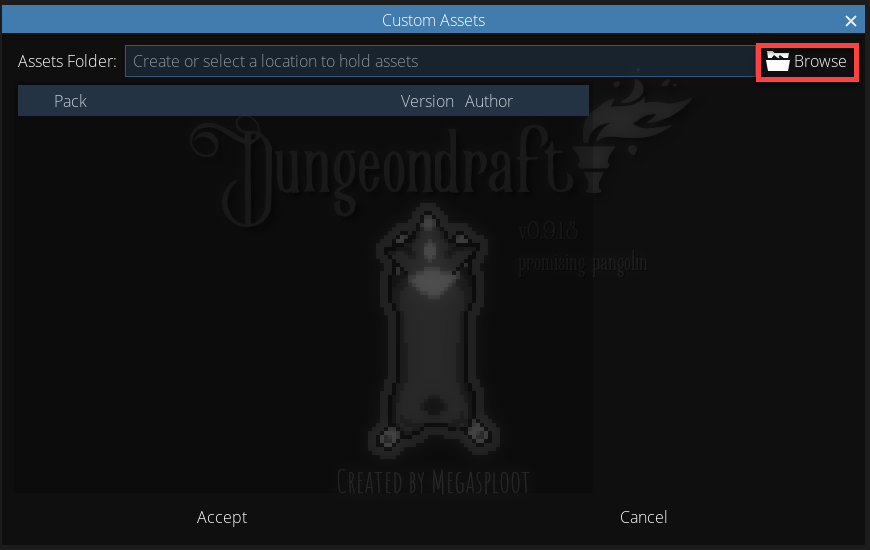 Custom Assets
Assets Folder: Create or select a location to hold assets Browse
Pack Version Author
Dungeondraft
v0.9.1.3
promising pangolin
Created by Megasploot
Accept Cancel